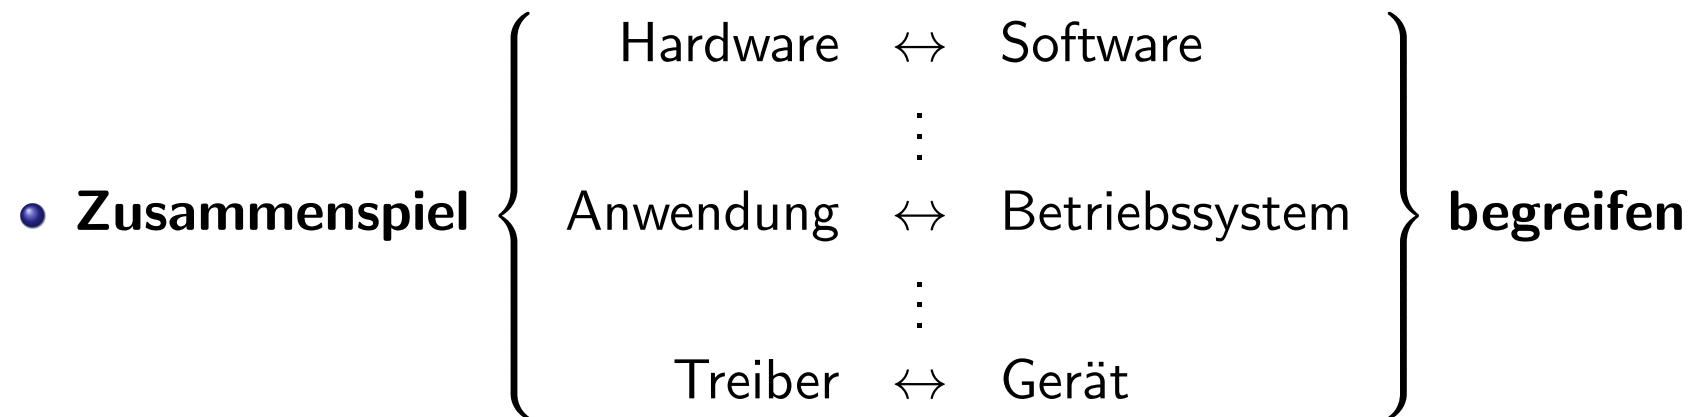 Hardware ↔ Software
⋮
• Zusammenspiel { Anwendung ↔ Betriebssystem } begreifen
⋮
Treiber ↔ Gerät